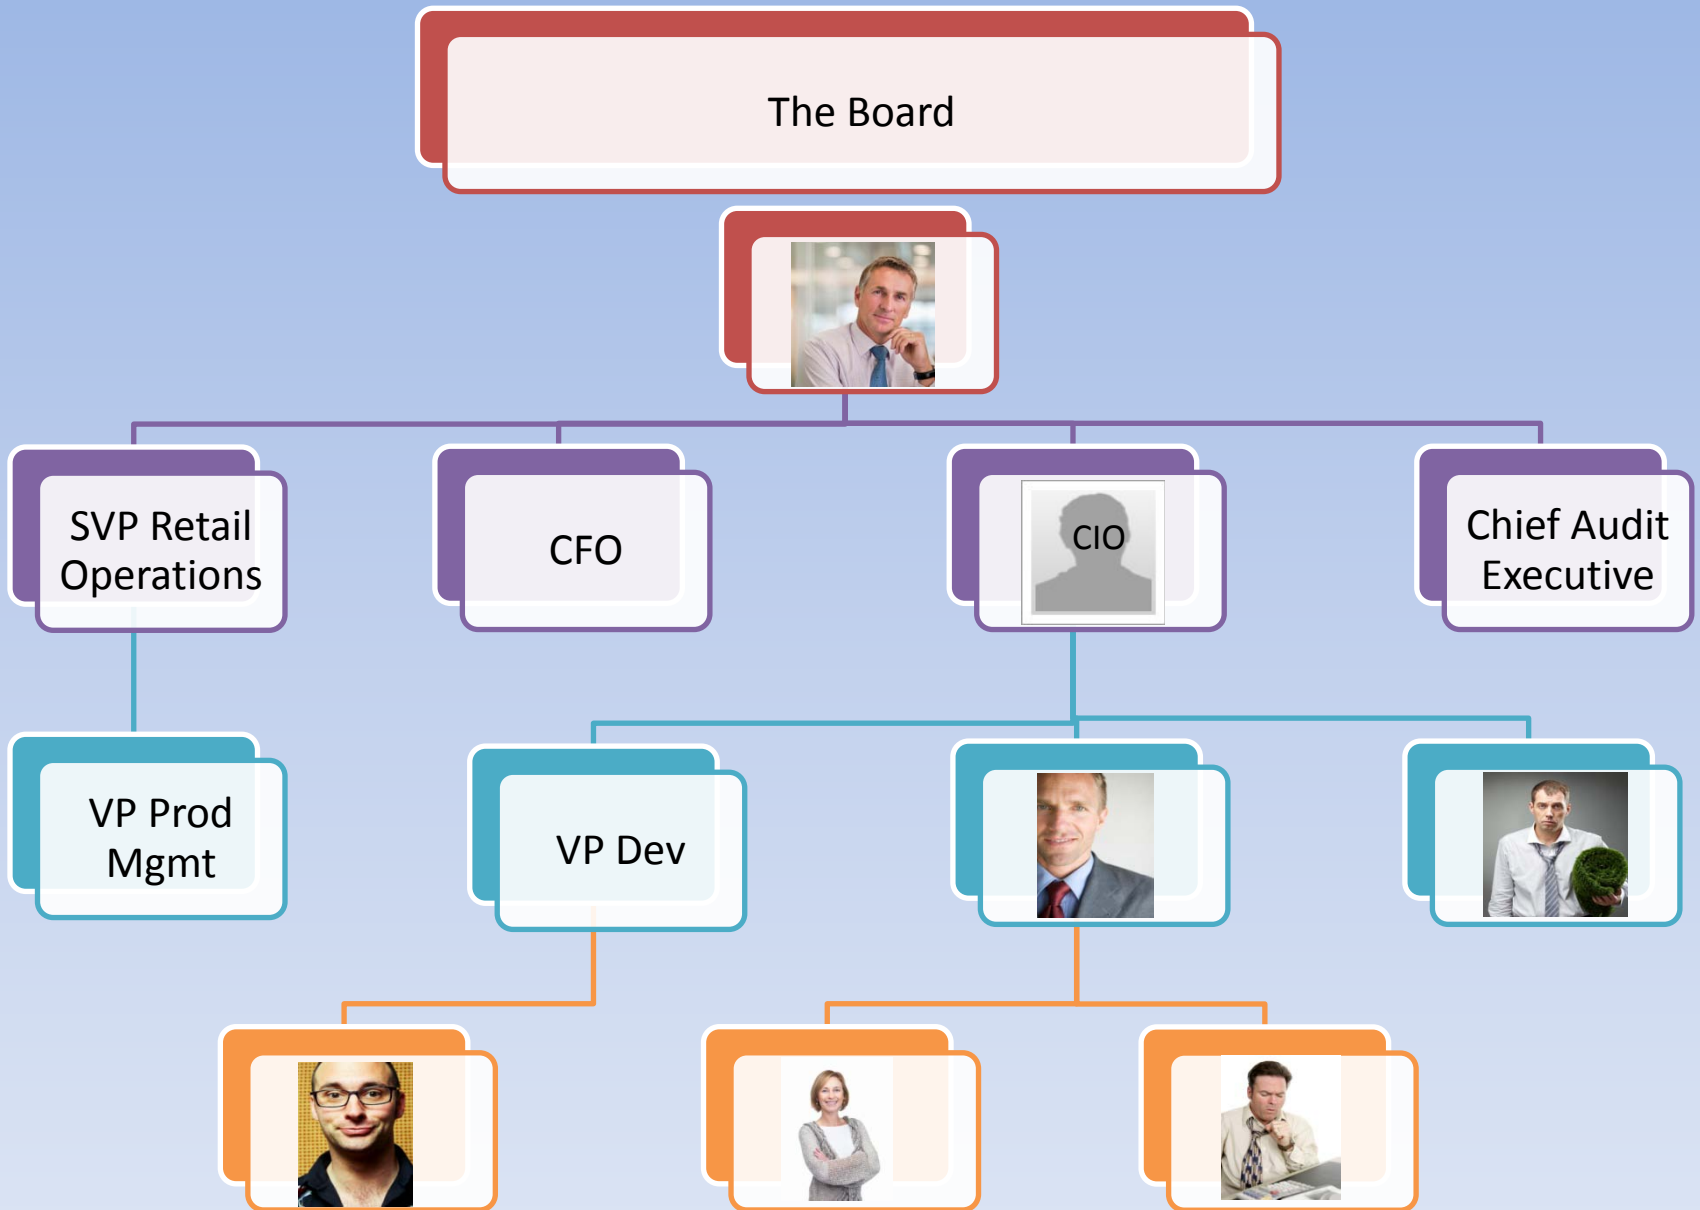 The Board
SVP Retail
Operations
CFO
CIO
Chief Audit
Executive
VP Prod
Mgmt
VP Dev